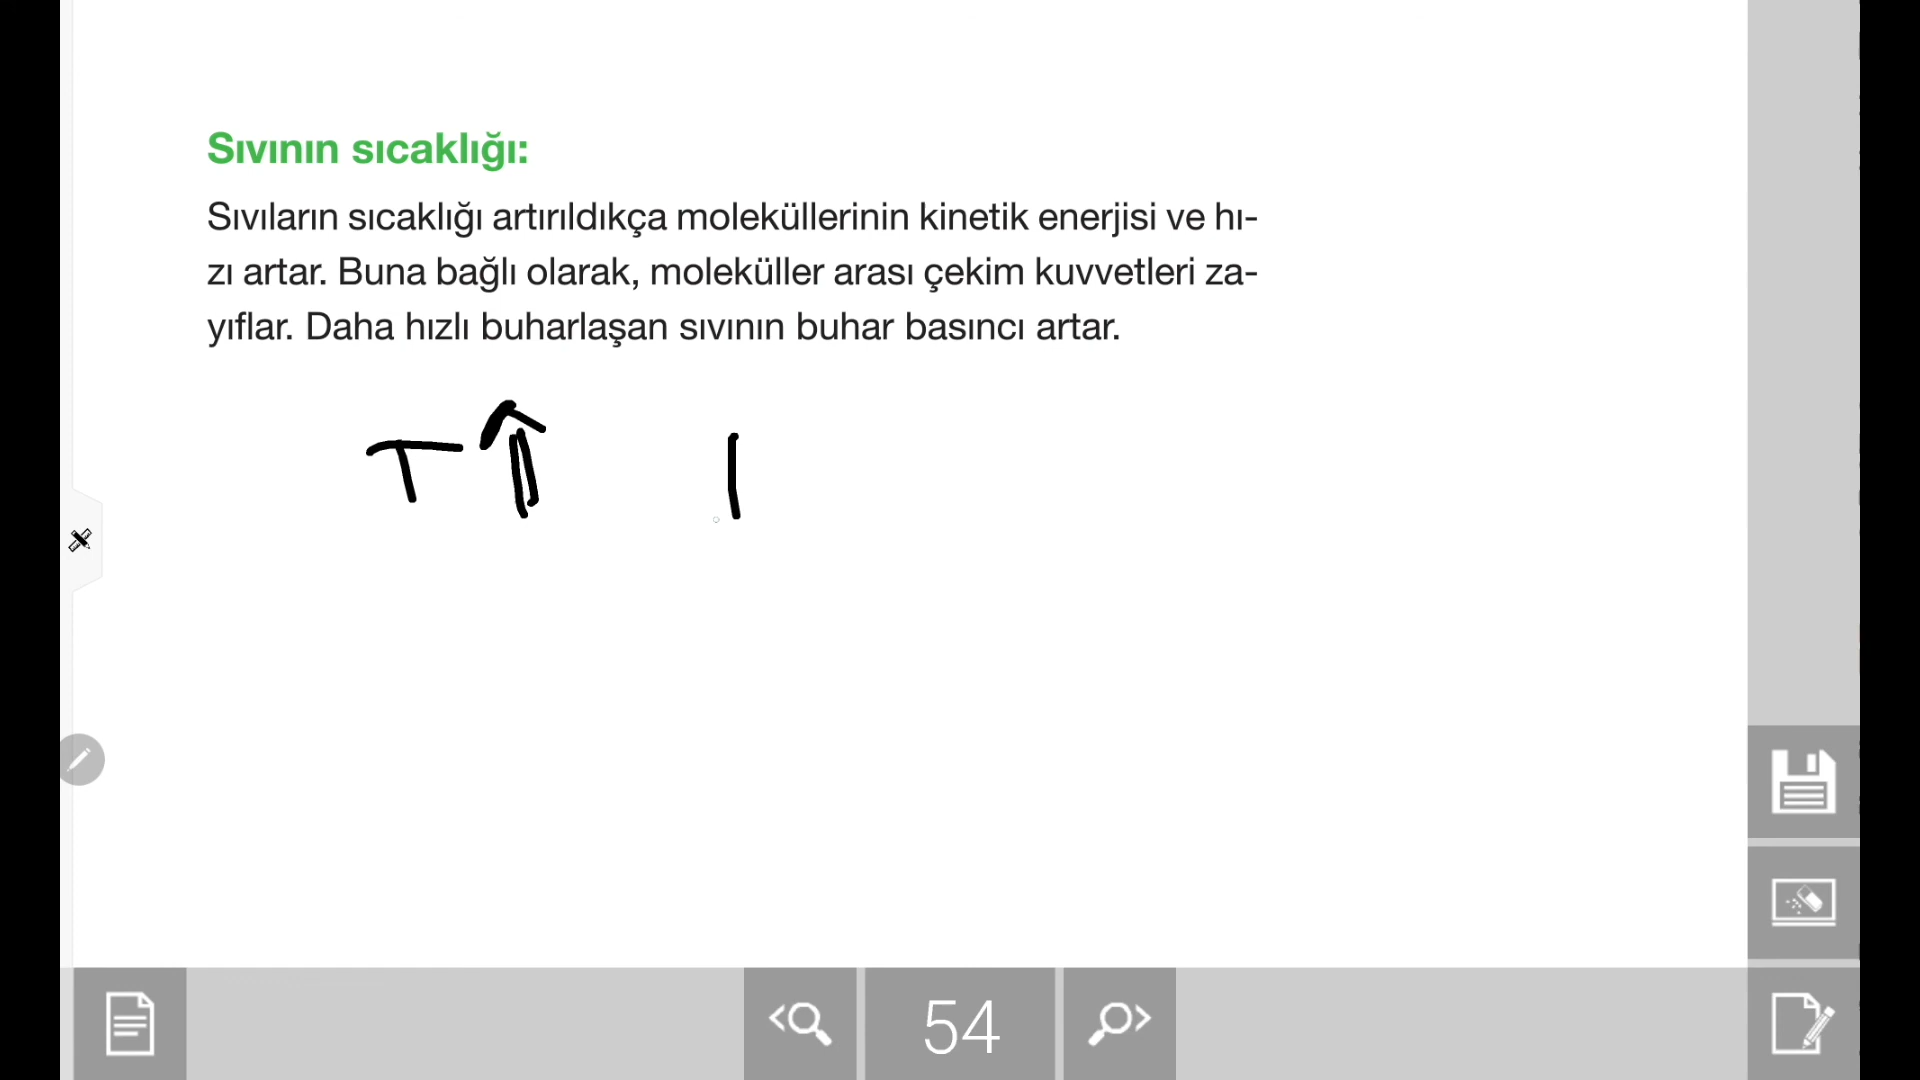 Sıvının sıcaklığı:
Sıvıların sıcaklığı artırıldıkça moleküllerinin kinetik enerjisi ve hı-
zı artar. Buna bağlı olarak, moleküller arası çekim kuvvetleri za-
yıflar. Daha hızlı buharlaşan sıvının buhar basıncı artar.
T↑ |
54